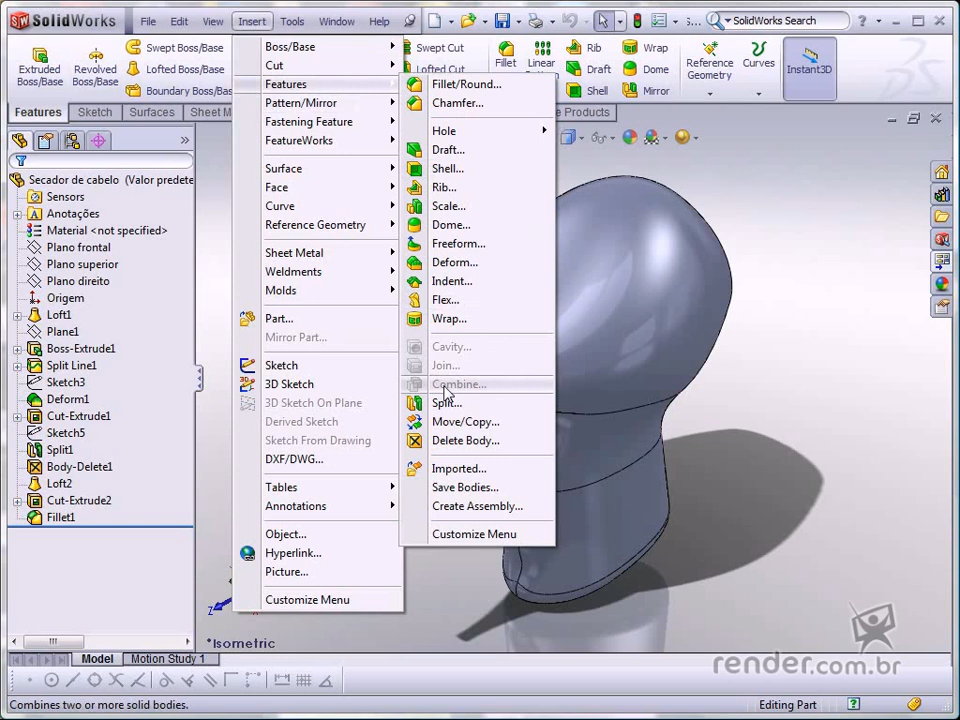 SolidWorks File Edit View Insert Tools Window Help S... SolidWorks Search
Extruded Boss/Base
Revolved Boss/Base
Swept Boss/Base
Lofted Boss/Base
Boundary Boss/Bas
Swept Cut
Lofted Cut
Fillet
Linear
Rib
Draft
Shell
Wrap
Dome
Mirror
Reference Geometry
Curves
Instant3D
Features Sketch Surfaces Sheet M Products
Secador de cabelo (Valor predete
Sensors
Anotações
Material <not specified>
Plano frontal
Plano superior
Plano direito
Origem
Loft1
Plane1
Boss-Extrude1
Split Line1
Sketch3
Deform1
Cut-Extrude1
Sketch5
Split1
Body-Delete1
Loft2
Cut-Extrude2
Fillet1
Boss/Base
Cut
Features
Pattern/Mirror
Fastening Feature
FeatureWorks
Surface
Face
Curve
Reference Geometry
Sheet Metal
Weldments
Molds
Part...
Mirror Part...
Sketch
3D Sketch
3D Sketch On Plane
Derived Sketch
Sketch From Drawing
DXF/DWG...
Tables
Annotations
Object...
Hyperlink...
Picture...
Customize Menu
Fillet/Round...
Chamfer...
Hole
Draft...
Shell...
Rib...
Scale...
Dome...
Freeform...
Deform...
Indent...
Flex...
Wrap...
Cavity...
Join...
Combine...
Split...
Move/Copy...
Delete Body...
Imported...
Save Bodies...
Create Assembly...
Customize Menu
Z
*Isometric
render.com.br
Model Motion Study 1
Combines two or more solid bodies. Editing Part